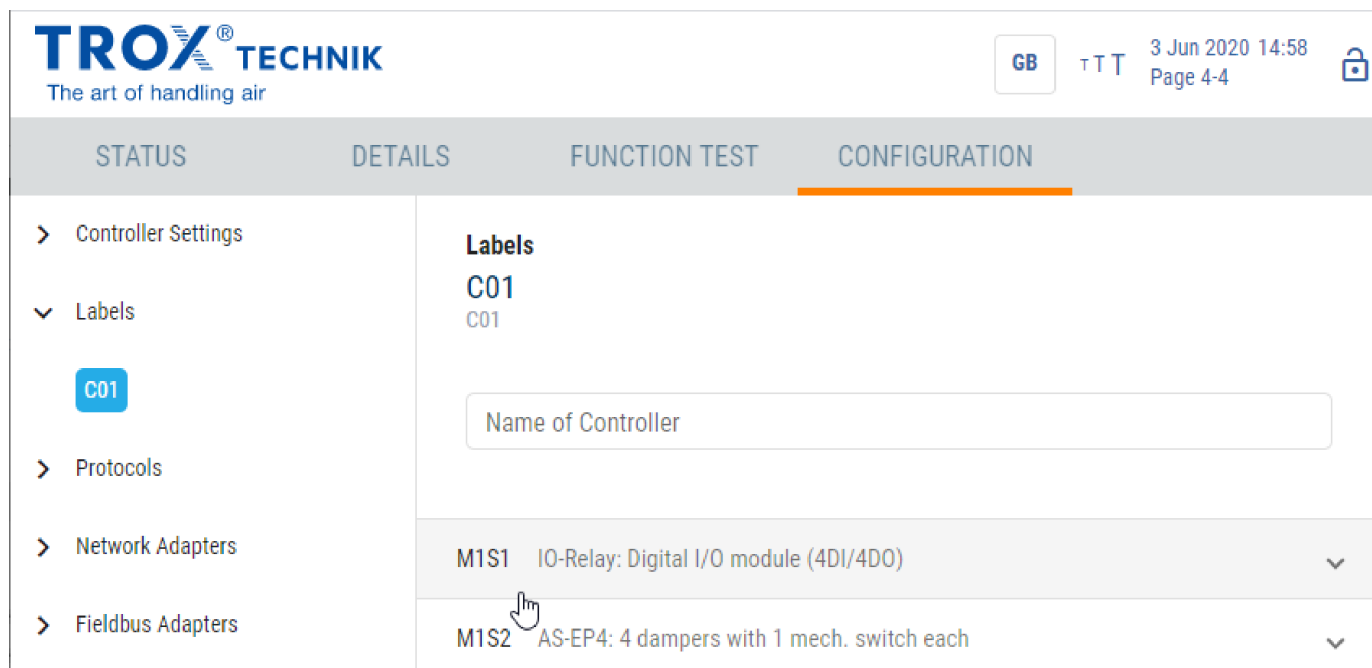 TROX® TECHNIK
The art of handling air
GB
TTT
3 Jun 2020 14:58
Page 4-4
STATUS
DETAILS
FUNCTION TEST
CONFIGURATION
Controller Settings
Labels
C01
Protocols
Network Adapters
Fieldbus Adapters
Labels
C01
C01
Name of Controller
M1S1 IO-Relay: Digital I/O module (4DI/4DO)
M1S2 AS-EP4: 4 dampers with 1 mech. switch each